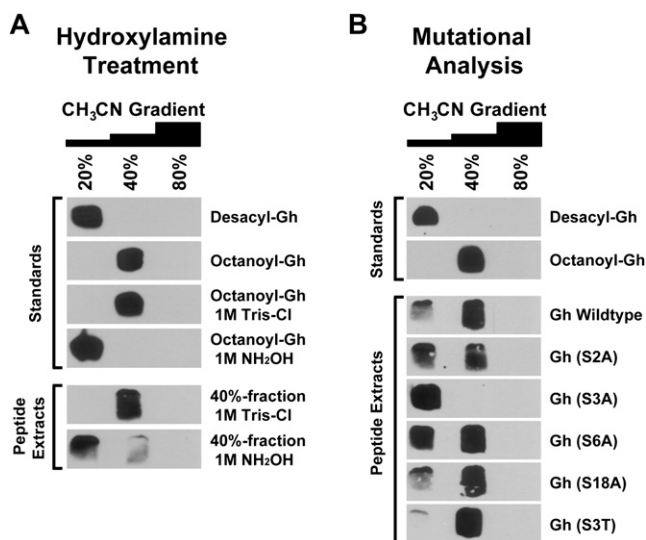 A
Hydroxylamine
Treatment
CH₃CN Gradient
20%
40%
80%
Standards
Desacyl-Gh
Octanoyl-Gh
Octanoyl-Gh
1M Tris-Cl
Octanoyl-Gh
1M NH₂OH
Peptide
Extracts
40%-fraction
1M Tris-Cl
40%-fraction
1M NH₂OH
B
Mutational
Analysis
CH₃CN Gradient
20%
40%
80%
Standards
Desacyl-Gh
Octanoyl-Gh
Peptide Extracts
Gh Wildtype
Gh (S2A)
Gh (S3A)
Gh (S6A)
Gh (S18A)
Gh (S3T)